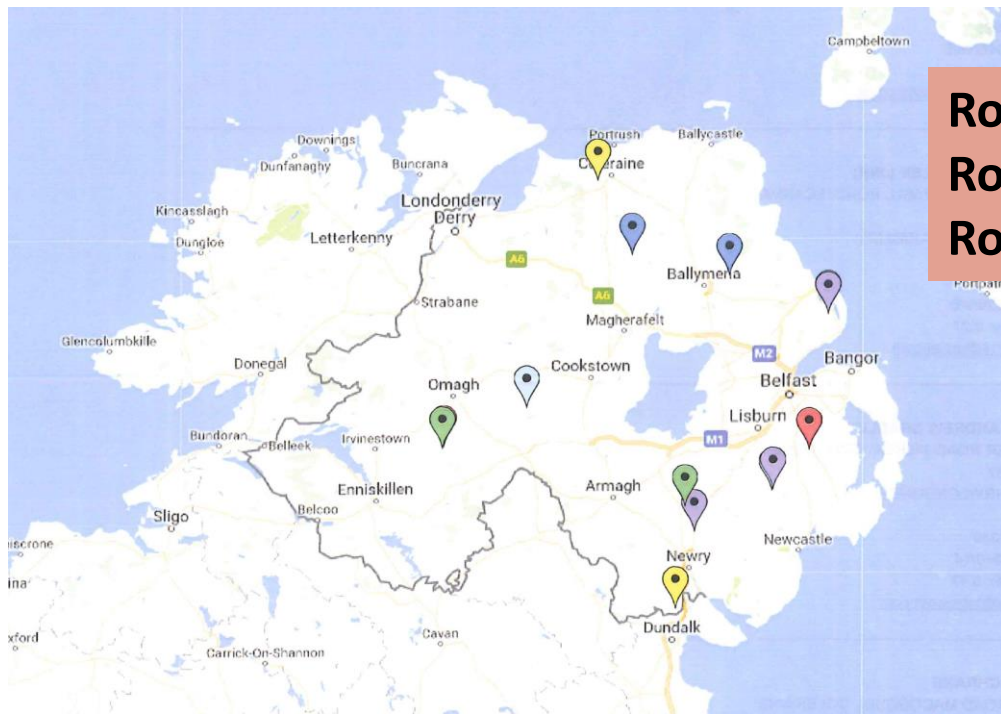 Campbeltown
Ro
Ro
Ro
Downings
Dunfanaghy
Buncrana
Portrush
Ballycastle
Londonderry
Derry
Kincasslagh
Dungloe
Letterkenny
A6
Ballymena
Strabane
A6
Magherafelt
Glencolumbkille
Donegal
Cookstown
M2
Bangor
Omagh
Belfast
Lisburn
Bundoran
Belleek
Irvinestown
M1
Enniskillen
Armagh
Belcoo
Sligo
Newcastle
Newry
Dundalk
Cavan
Carrick-On-Shannon